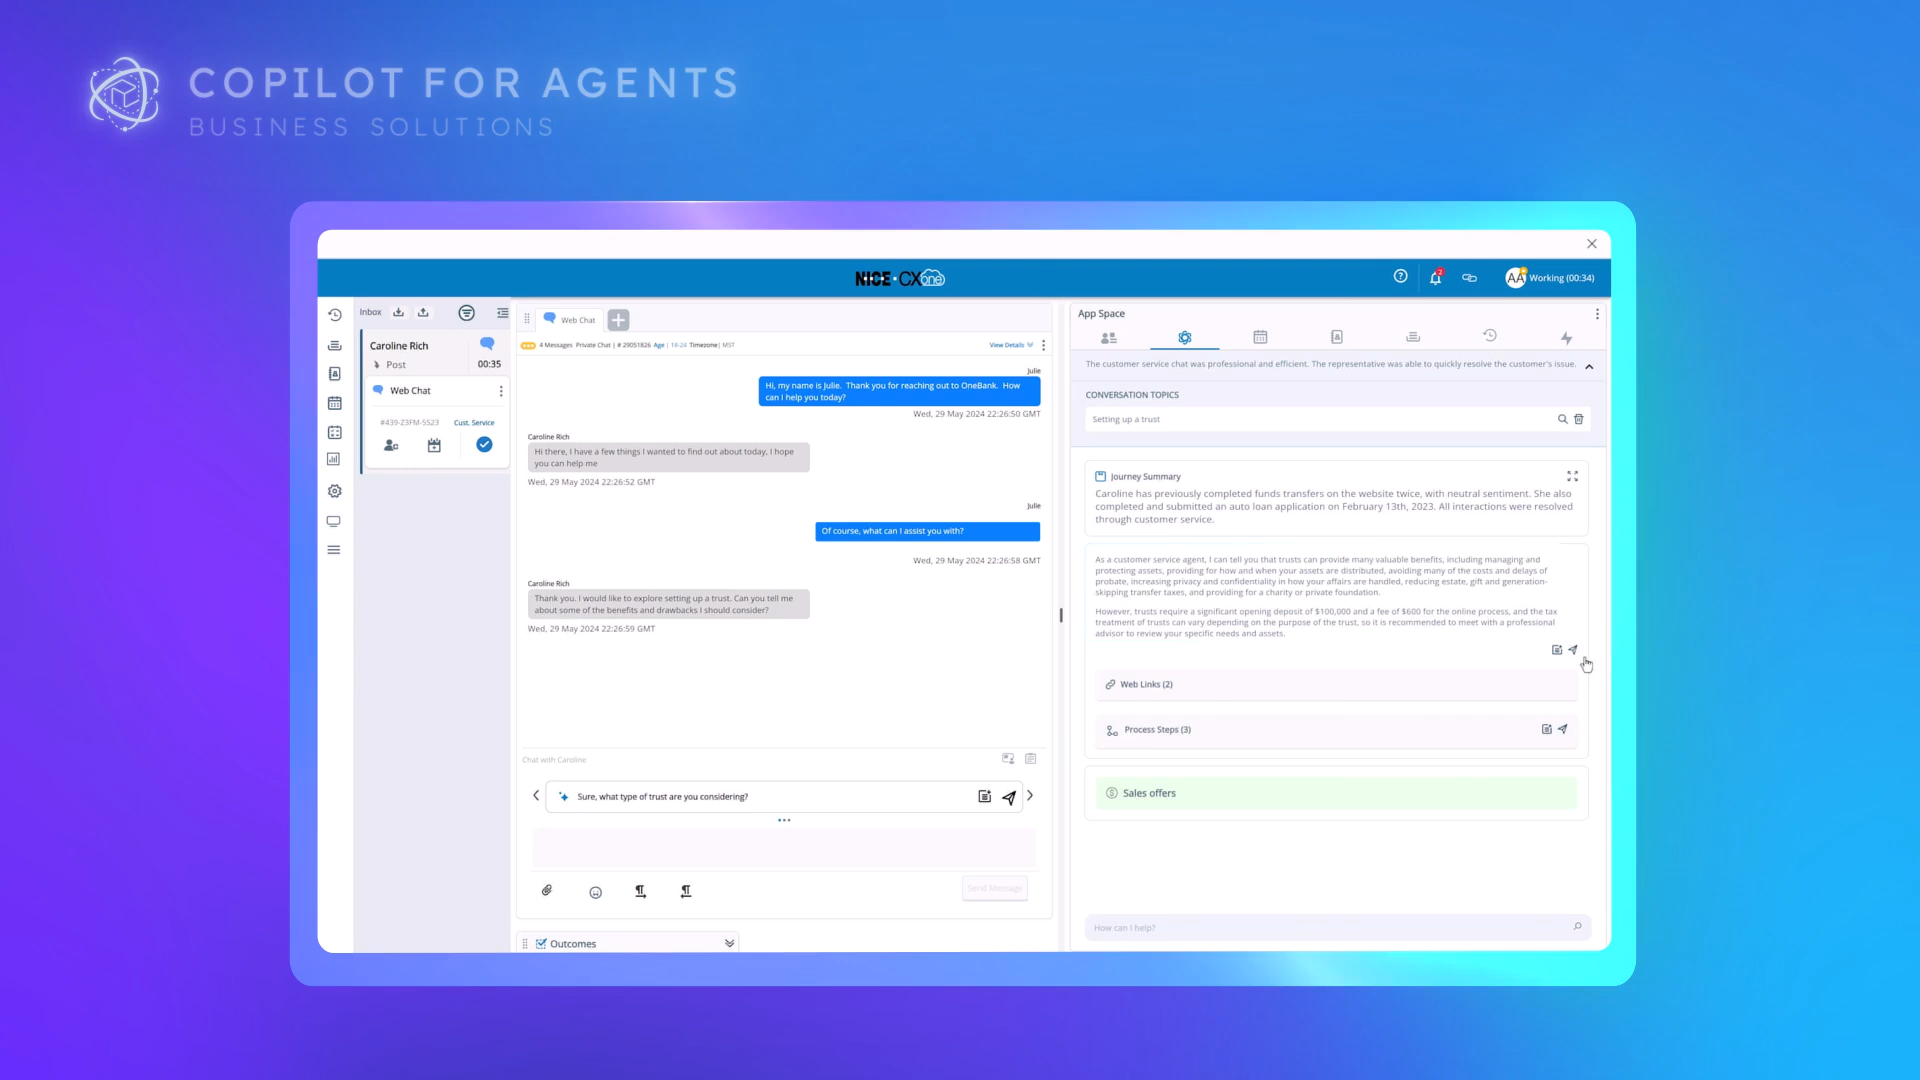 COPILOT FOR AGENTS
BUSINESS SOLUTIONS
NICE · CXone
2
AA
Working (00:34)
Inbox
Caroline Rich
Post
00:35
Web Chat
#439-Z3FM-5523
Cust. Service
Web Chat
4 Messages Private Chat | # 29051826 Age | 18-24 Timezone| MST
View Details
Julie
Hi, my name is Julie. Thank you for reaching out to OneBank. How
can I help you today?
Wed, 29 May 2024 22:26:50 GMT
Caroline Rich
Hi there, I have a few things I wanted to find out about today, I hope
you can help me
Wed, 29 May 2024 22:26:52 GMT
Julie
Of course, what can I assist you with?
Wed, 29 May 2024 22:26:58 GMT
Caroline Rich
Thank you. I would like to explore setting up a trust. Can you tell me
about some of the benefits and drawbacks I should consider?
Wed, 29 May 2024 22:26:59 GMT
Chat with Caroline
Sure, what type of trust are you considering?
Send Message
Outcomes
App Space
The customer service chat was professional and efficient. The representative was able to quickly resolve the customer's issue.
CONVERSATION TOPICS
Setting up a trust
Journey Summary
Caroline has previously completed funds transfers on the website twice, with neutral sentiment. She also
completed and submitted an auto loan application on February 13th, 2023. All interactions were resolved
through customer service.
As a customer service agent, I can tell you that trusts can provide many valuable benefits, including managing and
protecting assets, providing for how and when your assets are distributed, avoiding many of the costs and delays of
probate, increasing privacy and confidentiality in how your affairs are handled, reducing estate, gift and generation-
skipping transfer taxes, and providing for a charity or private foundation.
However, trusts require a significant opening deposit of $100,000 and a fee of $600 for the online process, and the tax
treatment of trusts can vary depending on the purpose of the trust, so it is recommended to meet with a professional
advisor to review your specific needs and assets.
Web Links (2)
Process Steps (3)
Sales offers
How can I help?